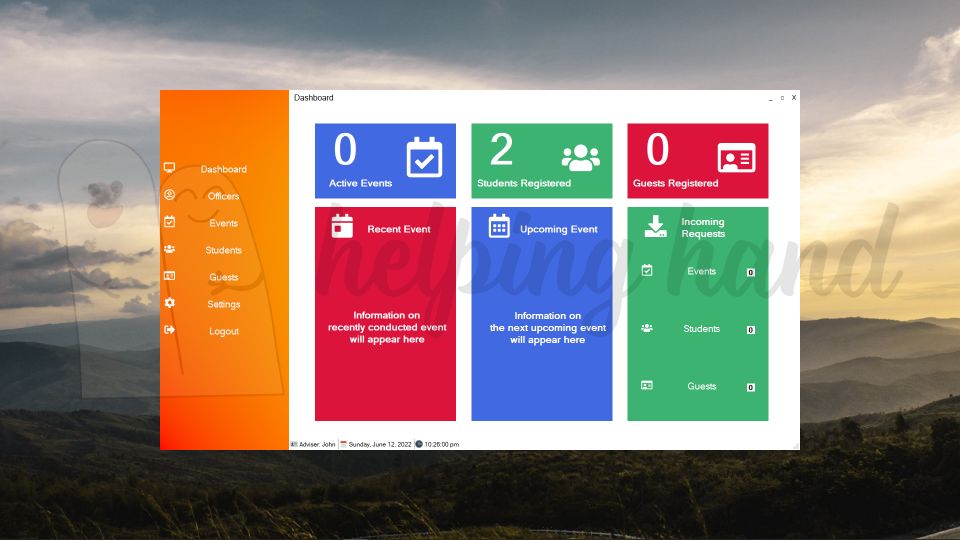 Dashboard
_ □ X
Dashboard
Officers
Events
Students
Guests
Settings
Logout
0
Active Events
2
Students Registered
0
Guests Registered
Recent Event
Information on
recently conducted event
will appear here
Upcoming Event
Information on
the next upcoming event
will appear here
Incoming
Requests
Events 0
Students 0
Guests 0
helping hand
Adviser: John Sunday, June 12, 2022 10:26:00 pm